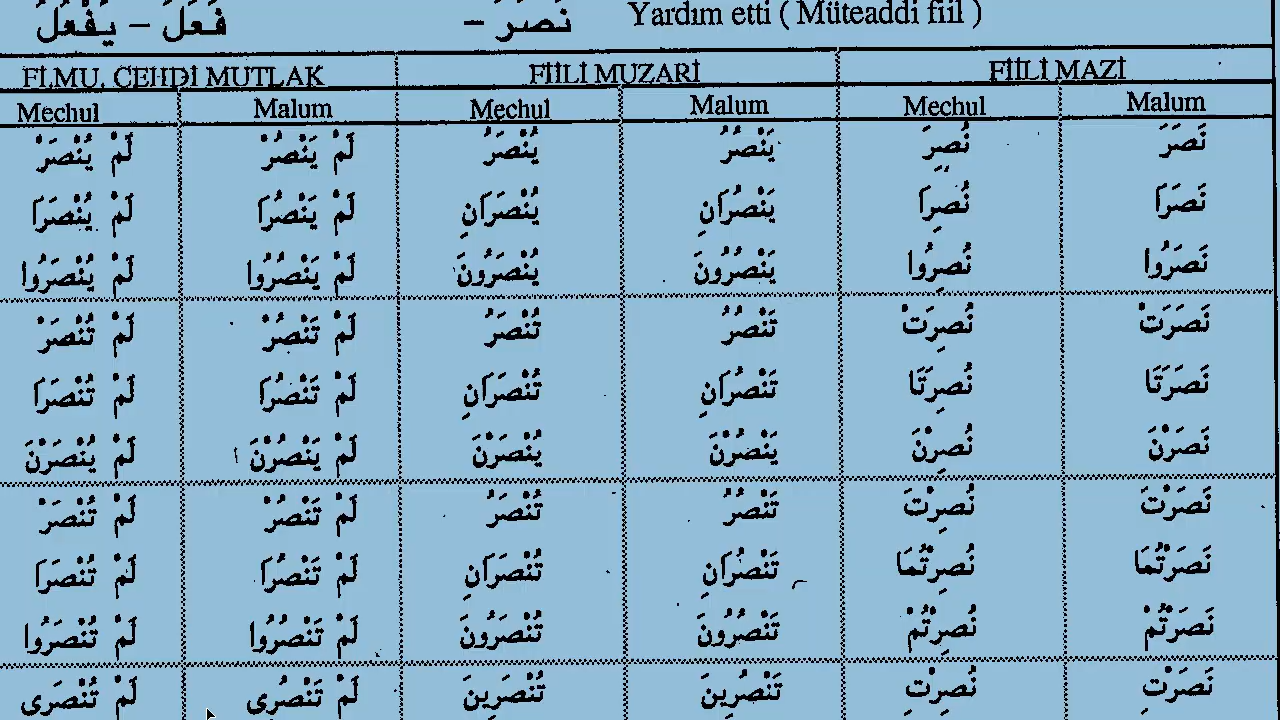 Yardım etti ( Müteaddi fiil ) نَصَرَ – فَعَلَ – يَفْعُلُ
FİİLİ MAZİ FİİLİ MUZARİ Fİ.MU. CEHDİ MUTLAK
Malum Mechul Malum Mechul Malum Mechul
نَصَرَ نُصِرَ يَنْصُرُ يُنْصَرُ لَمْ يَنْصُرْ لَمْ يُنْصَرْ
نَصَرَا نُصِرَا يَنْصُرَانِ يُنْصَرَانِ لَمْ يَنْصُرَا لَمْ يُنْصَرَا
نَصَرُوا نُصِرُوا يَنْصُرُونَ يُنْصَرُونَ لَمْ يَنْصُرُوا لَمْ يُنْصَرُوا
نَصَرَتْ نُصِرَتْ تَنْصُرُ تُنْصَرُ لَمْ تَنْصُرْ لَمْ تُنْصَرْ
نَصَرَتَا نُصِرَتَا تَنْصُرَانِ تُنْصَرَانِ لَمْ تَنْصُرَا لَمْ تُنْصَرَا
نَصَرْنَ نُصِرْنَ يَنْصُرْنَ يُنْصَرْنَ لَمْ يَنْصُرْنَ لَمْ يُنْصَرْنَ
نَصَرْتَ نُصِرْتَ تَنْصُرُ تُنْصَرُ لَمْ تَنْصُرْ لَمْ تُنْصَرْ
نَصَرْتُمَا نُصِرْتُمَا تَنْصُرَانِ تُنْصَرَانِ لَمْ تَنْصُرَا لَمْ تُنْصَرَا
نَصَرْتُمْ نُصِرْتُمْ تَنْصُرُونَ تُنْصَرُونَ لَمْ تَنْصُرُوا لَمْ تُنْصَرُوا
نَصَرْتِ نُصِرْتِ تَنْصُرِينَ تُنْصَرِينَ لَمْ تَنْصُرِى لَمْ تُنْصَرِى